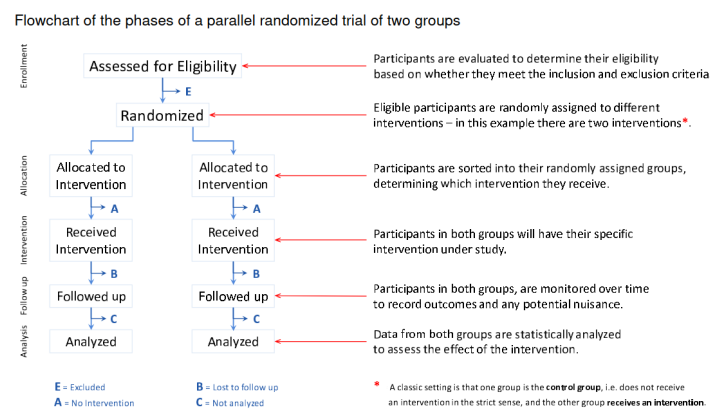 Flowchart of the phases of a parallel randomized trial of two groups
Enrollment
Assessed for Eligibility
Participants are evaluated to determine their eligibility
based on whether they meet the inclusion and exclusion criteria
E
Randomized
Eligible participants are randomly assigned to different
interventions – in this example there are two interventions*.
Allocation
Allocated to
Intervention
Allocated to
Intervention
Participants are sorted into their randomly assigned groups,
determining which intervention they receive.
A
A
Intervention
Received
Intervention
Received
Intervention
Participants in both groups will have their specific
intervention under study.
B
B
Follow up
Followed up
Followed up
Participants in both groups, are monitored over time
to record outcomes and any potential nuisance.
C
C
Analysis
Analyzed
Analyzed
Data from both groups are statistically analyzed
to assess the effect of the intervention.
E = Excluded
A = No Intervention
B = Lost to follow up
C = Not analyzed
* A classic setting is that one group is the control group, i.e. does not receive
an intervention in the strict sense, and the other group receives an intervention.